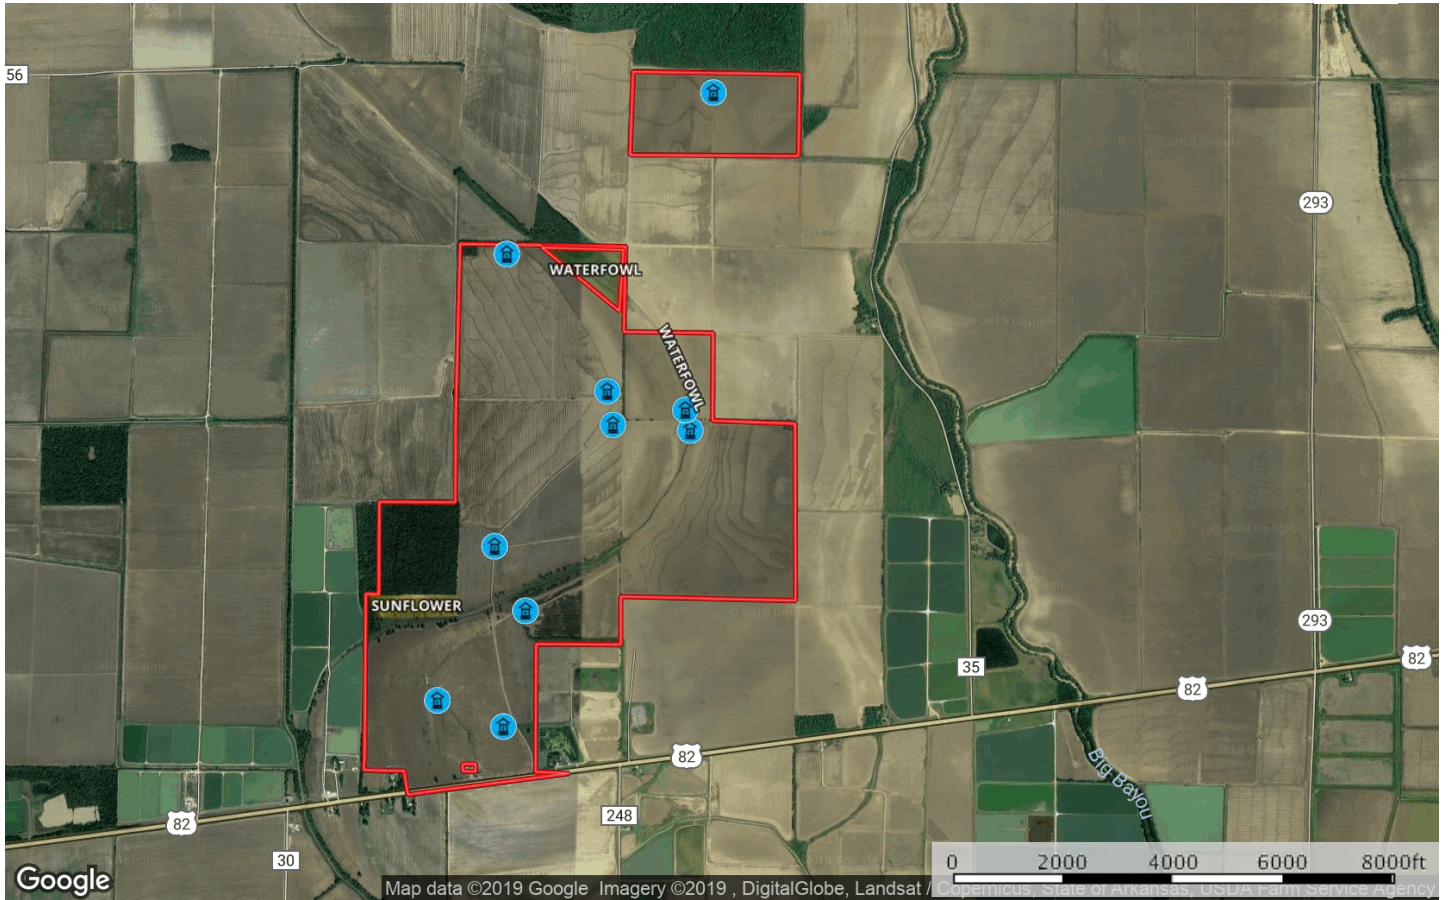 56
293
WATERFOWL
WATERFOWL
SUNFLOWER
293
82
35
82
82
Big Bayou
248
82
30
0 2000 4000 6000 8000ft
Google
Map data ©2019 Google Imagery ©2019 , DigitalGlobe, Landsat / Copernicus, State of Arkansas, USDA Farm Service Agency